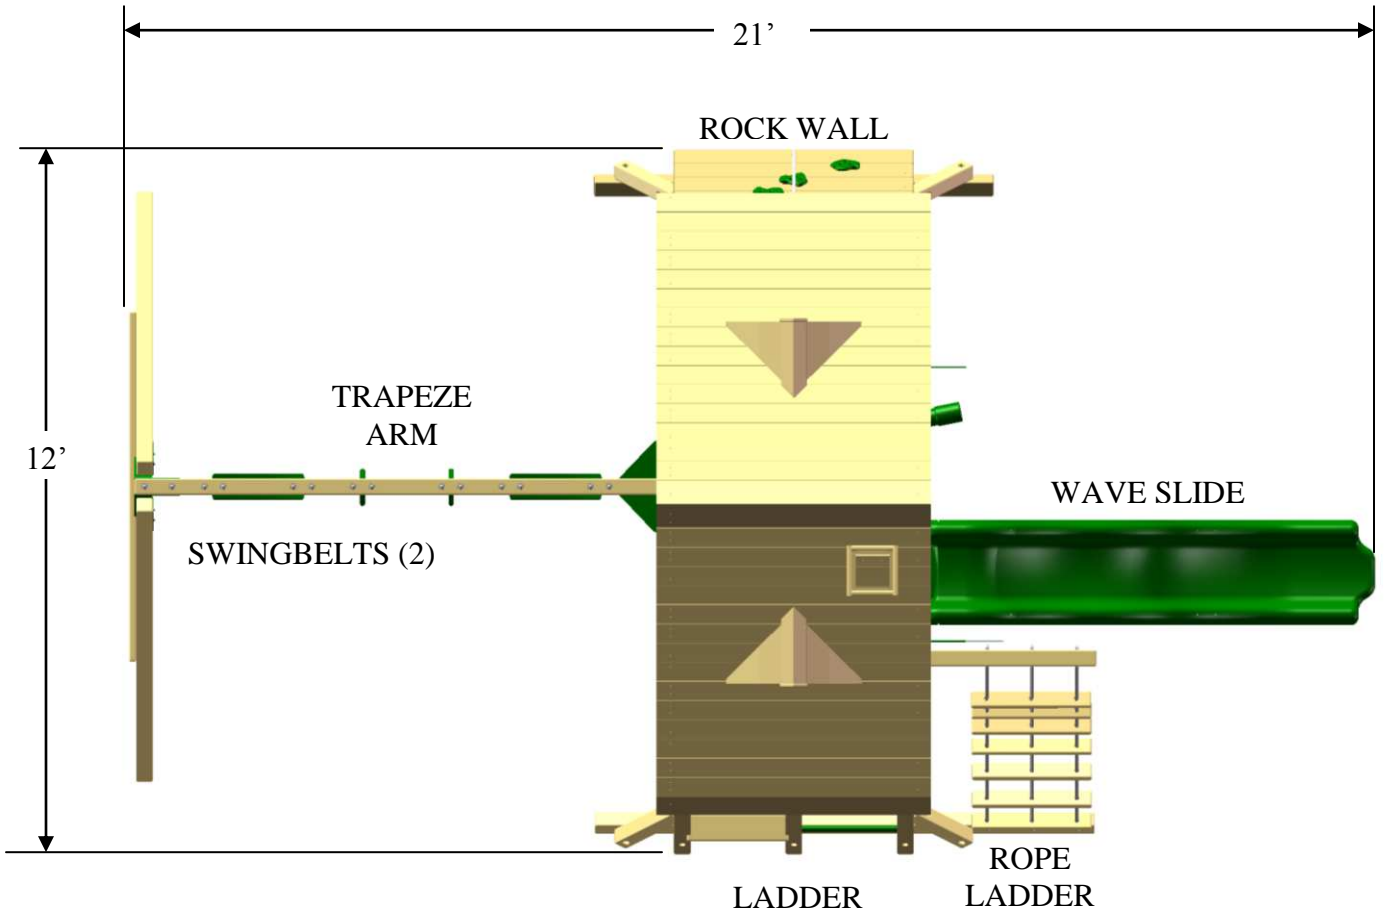 21’
ROCK WALL
TRAPEZE
ARM
12’
WAVE SLIDE
SWINGBELTS (2)
ROPE
LADDER
LADDER